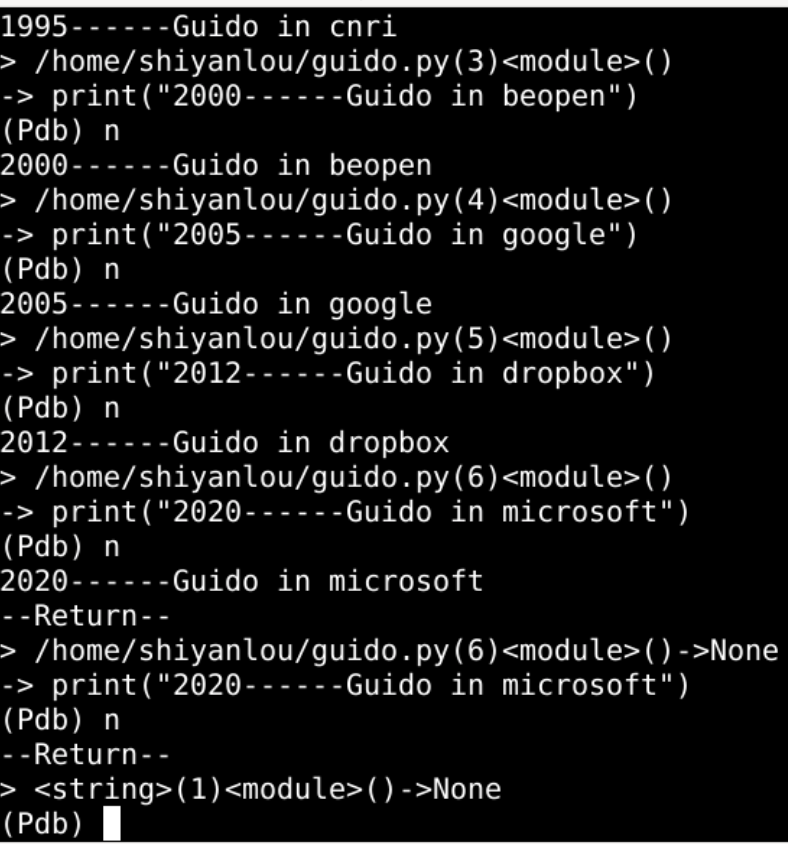 1995------Guido in cnri
> /home/shiyanlou/guido.py(3)<module>()
-> print("2000------Guido in beopen")
(Pdb) n
2000------Guido in beopen
> /home/shiyanlou/guido.py(4)<module>()
-> print("2005------Guido in google")
(Pdb) n
2005------Guido in google
> /home/shiyanlou/guido.py(5)<module>()
-> print("2012------Guido in dropbox")
(Pdb) n
2012------Guido in dropbox
> /home/shiyanlou/guido.py(6)<module>()
-> print("2020------Guido in microsoft")
(Pdb) n
2020------Guido in microsoft
--Return--
> /home/shiyanlou/guido.py(6)<module>()->None
-> print("2020------Guido in microsoft")
(Pdb) n
--Return--
> <string>(1)<module>()->None
(Pdb)